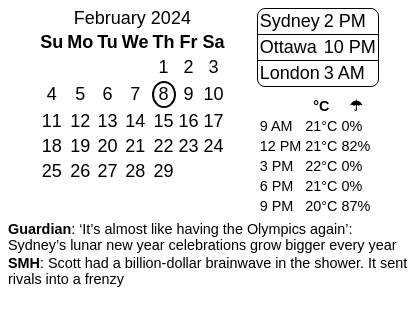 February 2024
Su Mo Tu We Th Fr Sa
1 2 3
4 5 6 7 8 9 10
11 12 13 14 15 16 17
18 19 20 21 22 23 24
25 26 27 28 29
Sydney 2 PM
Ottawa 10 PM
London 3 AM
°C ☂
9 AM 21°C 0%
12 PM 21°C 82%
3 PM 22°C 0%
6 PM 21°C 0%
9 PM 20°C 87%
Guardian: ‘It’s almost like having the Olympics again’:
Sydney’s lunar new year celebrations grow bigger every year
SMH: Scott had a billion-dollar brainwave in the shower. It sent
rivals into a frenzy